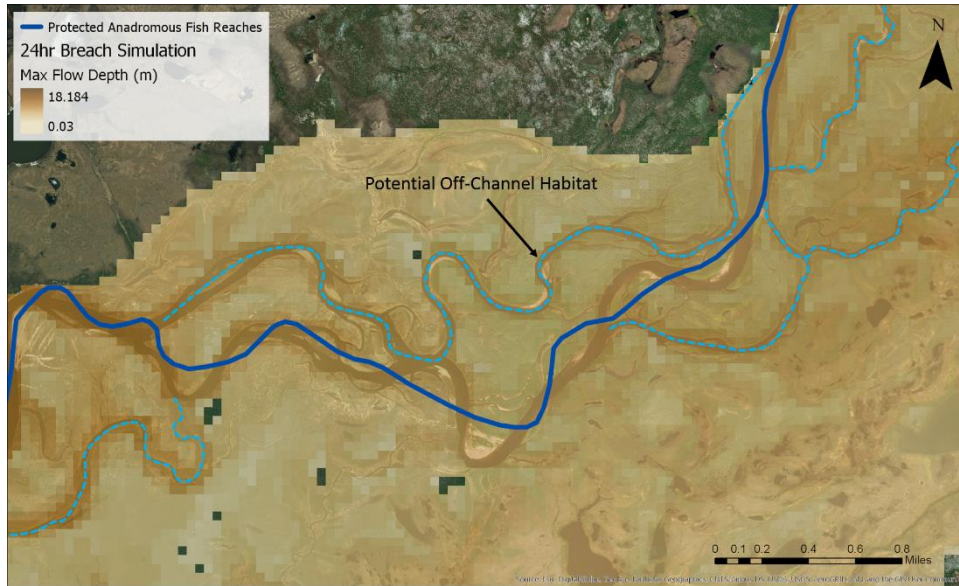 Protected Anadromous Fish Reaches
24hr Breach Simulation
Max Flow Depth (m)
18.184
0.03
N
Potential Off-Channel Habitat
0 0.1 0.2 0.4 0.6 0.8
Miles